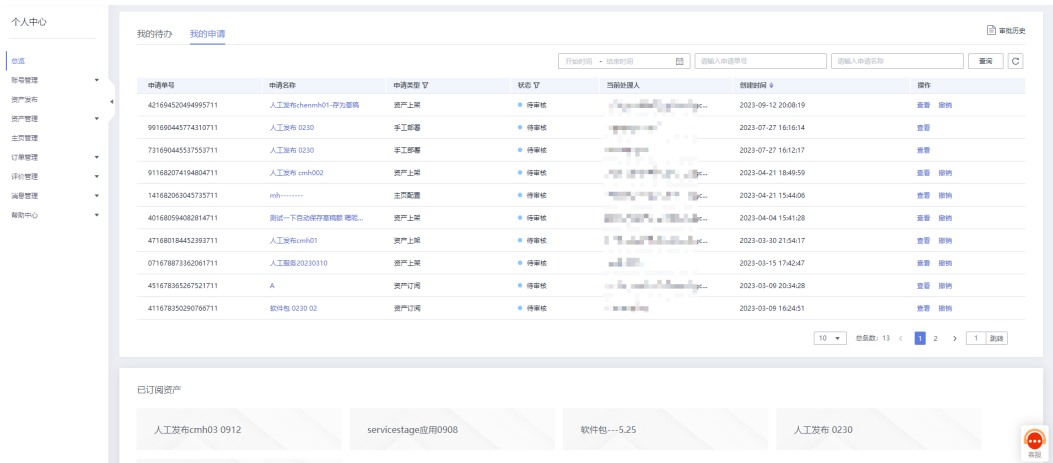 个人中心
总览
账号管理
资产发布
资产管理
主页管理
订单管理
评价管理
消息管理
帮助中心
我的待办 我的申请
审批历史
开始时间 - 结束时间 请输入申请单号 请输入申请名称 查询
申请单号 申请名称 申请类型 状态 当前处理人 创建时间 操作
421694520494995711 人工发布chenmh01-存为草稿 资产上架 待审核 2023-09-12 20:08:19 查看 撤销
991690445774310711 人工发布 0230 手工部署 待审核 2023-07-27 16:16:14 查看
731690445537553711 人工发布 0230 手工部署 待审核 2023-07-27 16:12:17 查看
911682074194804711 人工发布 cmh002 资产上架 待审核 2023-04-21 18:49:59 查看 撤销
141682063045735711 mh-------- 主页配置 待审核 2023-04-21 15:44:06 查看 撤销
401680594082814711 测试一下自动保存草稿额 嗯呃... 资产上架 待审核 2023-04-04 15:41:28 查看 撤销
471680184452393711 人工发布cmh01 资产上架 待审核 2023-03-30 21:54:17 查看 撤销
071678873362061711 人工服务20230310 资产上架 待审核 2023-03-15 17:42:47 查看 撤销
451678365267521711 A 资产订阅 待审核 2023-03-09 20:34:28 查看 撤销
411678350290766711 软件包 0230 02 资产订阅 待审核 2023-03-09 16:24:51 查看 撤销
10 总条数: 13 < 1 2 > 1 跳转
已订阅资产
人工发布cmh03 0912 servicestage应用0908 软件包---5.25 人工发布 0230
客服